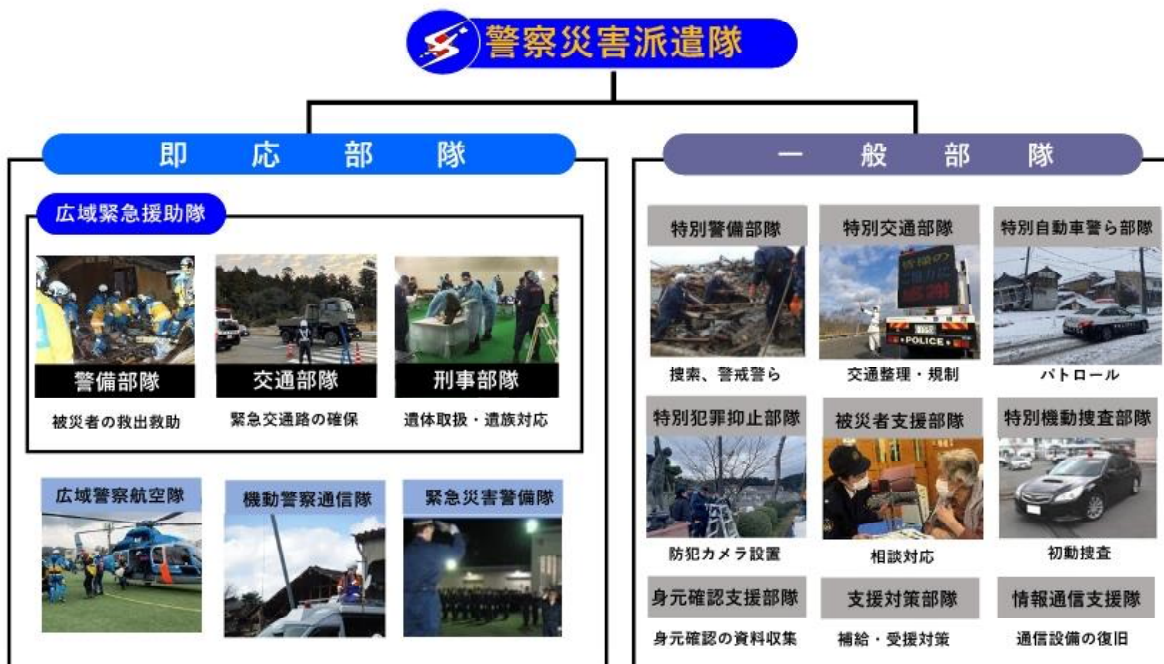 警察災害派遣隊
即応部隊
一般部隊
広域緊急援助隊
警備部隊
交通部隊
刑事部隊
被災者の救出救助
緊急交通路の確保
遺体取扱・遺族対応
広域警察航空隊
機動警察通信隊
緊急災害警備隊
特別警備部隊
特別交通部隊
特別自動車警ら部隊
POLICE
捜索、警戒警ら
交通整理・規制
パトロール
特別犯罪抑止部隊
被災者支援部隊
特別機動捜査部隊
防犯カメラ設置
相談対応
初動捜査
身元確認支援部隊
支援対策部隊
情報通信支援隊
身元確認の資料収集
補給・受援対策
通信設備の復旧